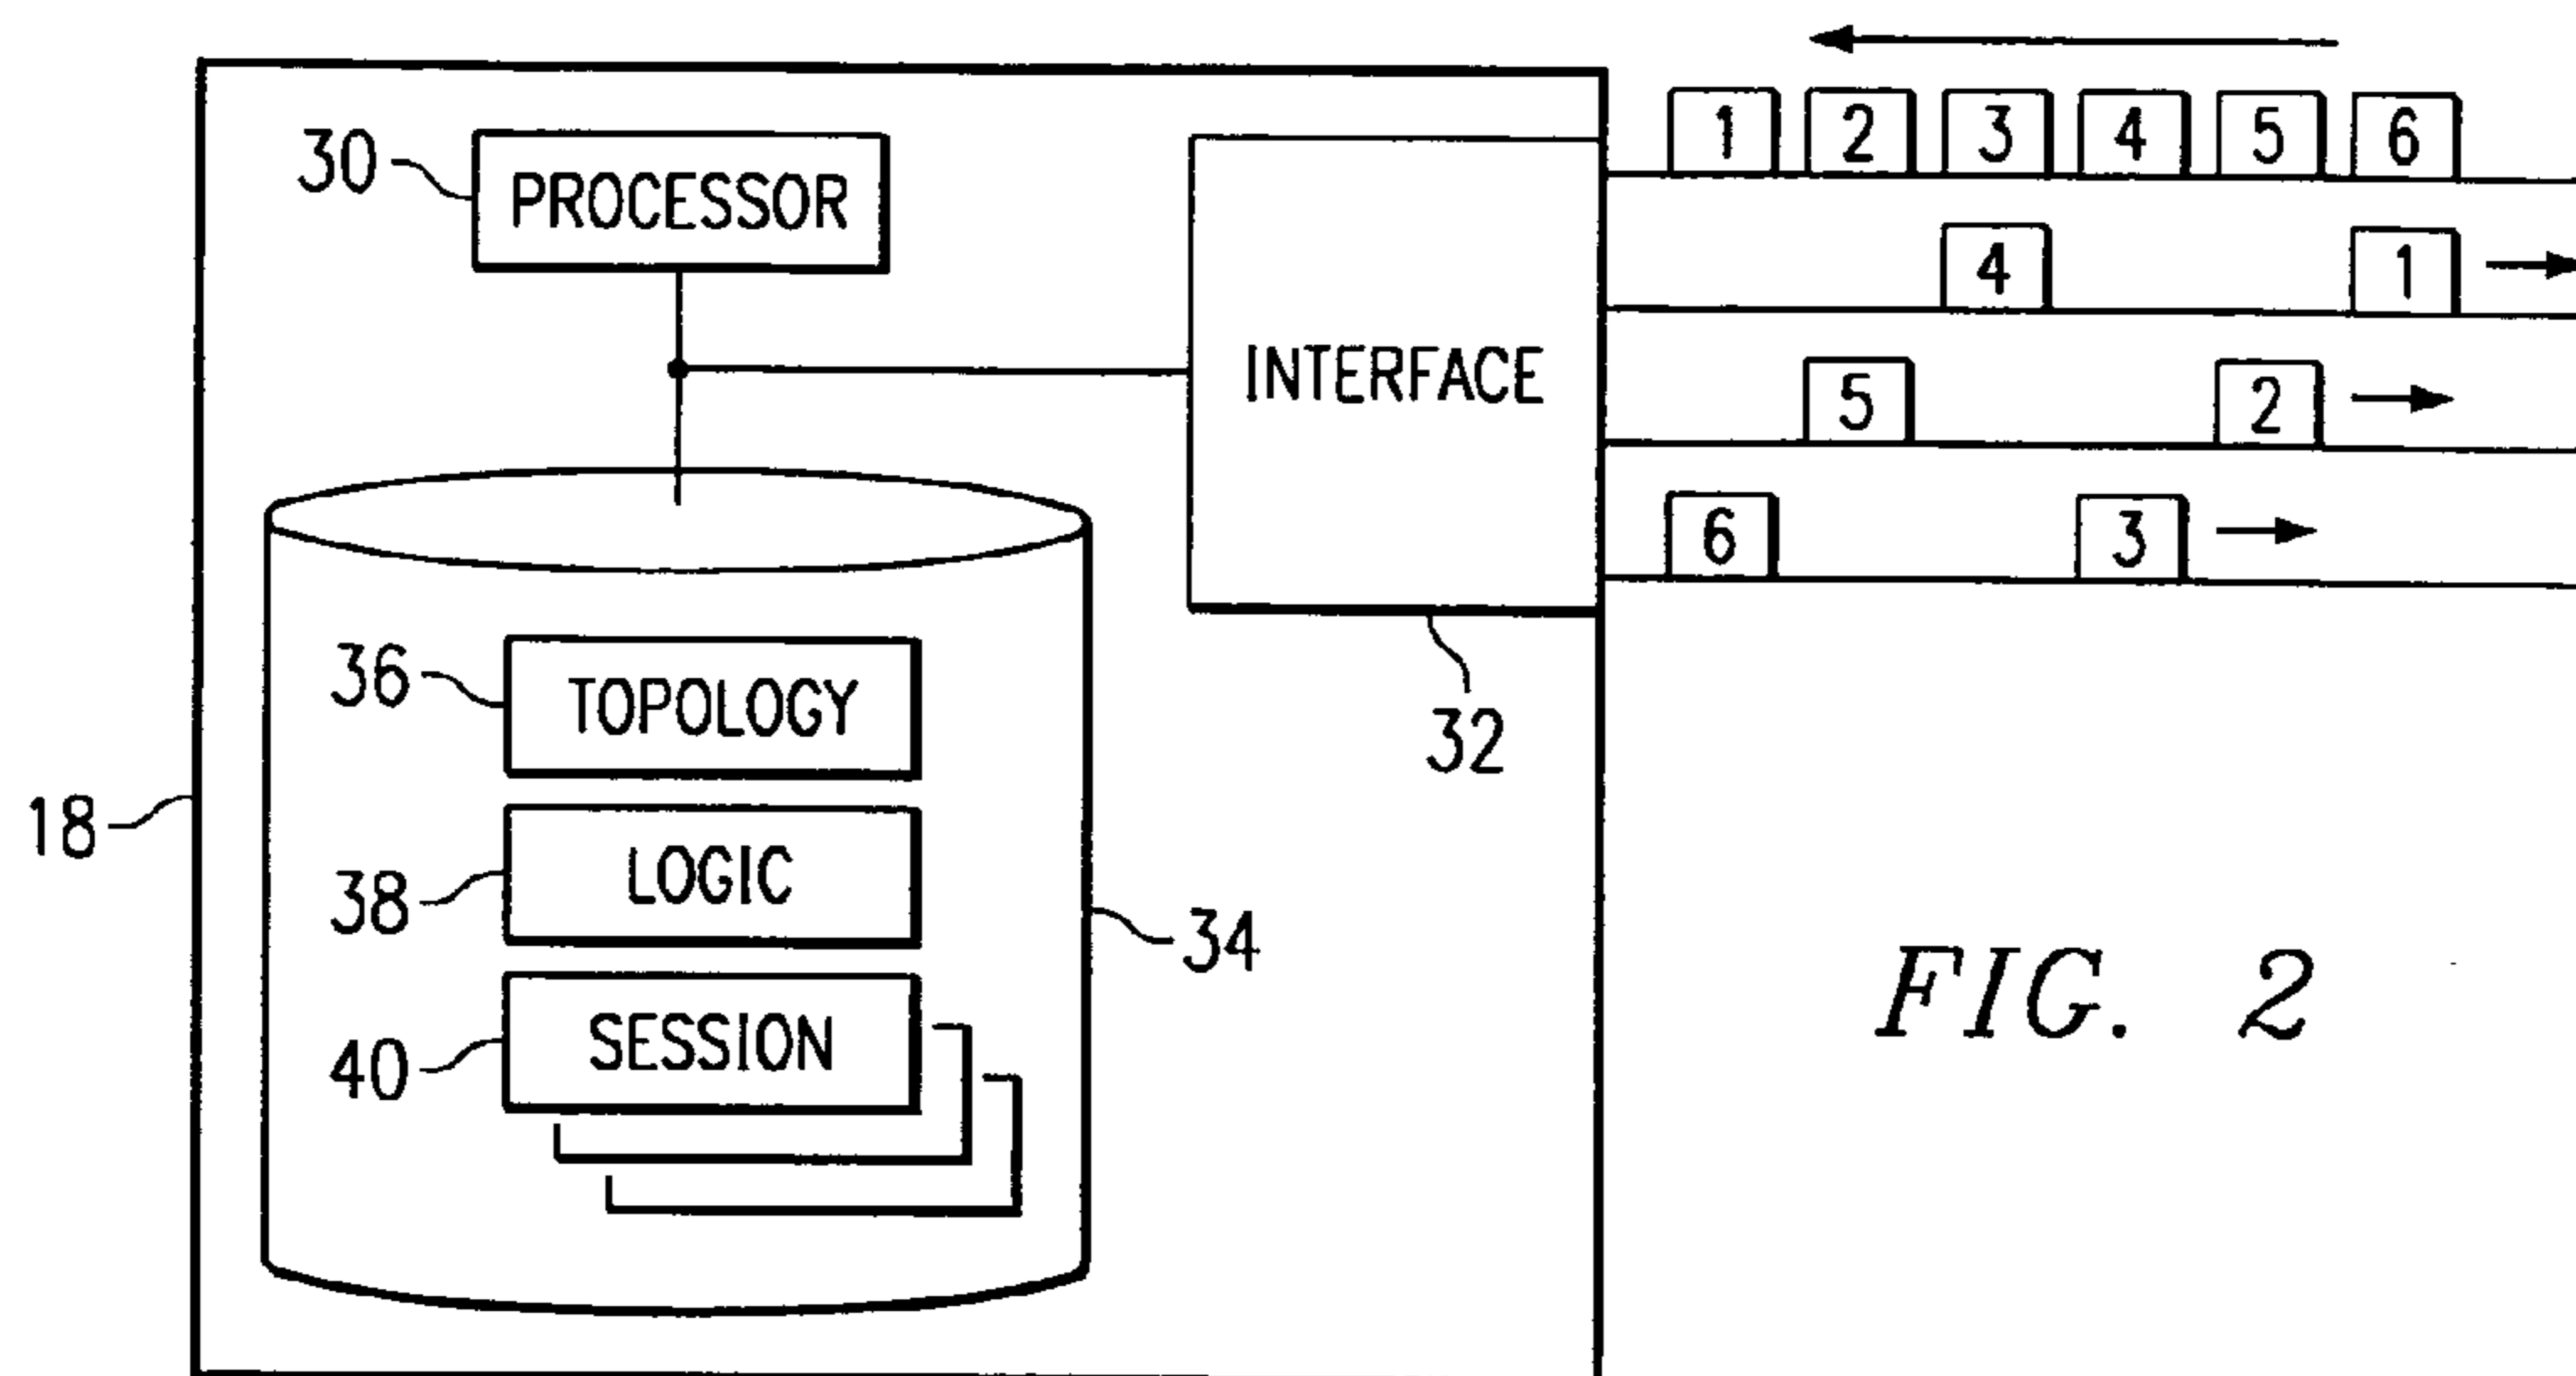 1 2 3 4 5 6
30 PROCESSOR
4 1
INTERFACE
5 2
6 3
36 TOPOLOGY
32
18
38 LOGIC
34
40 SESSION
FIG. 2